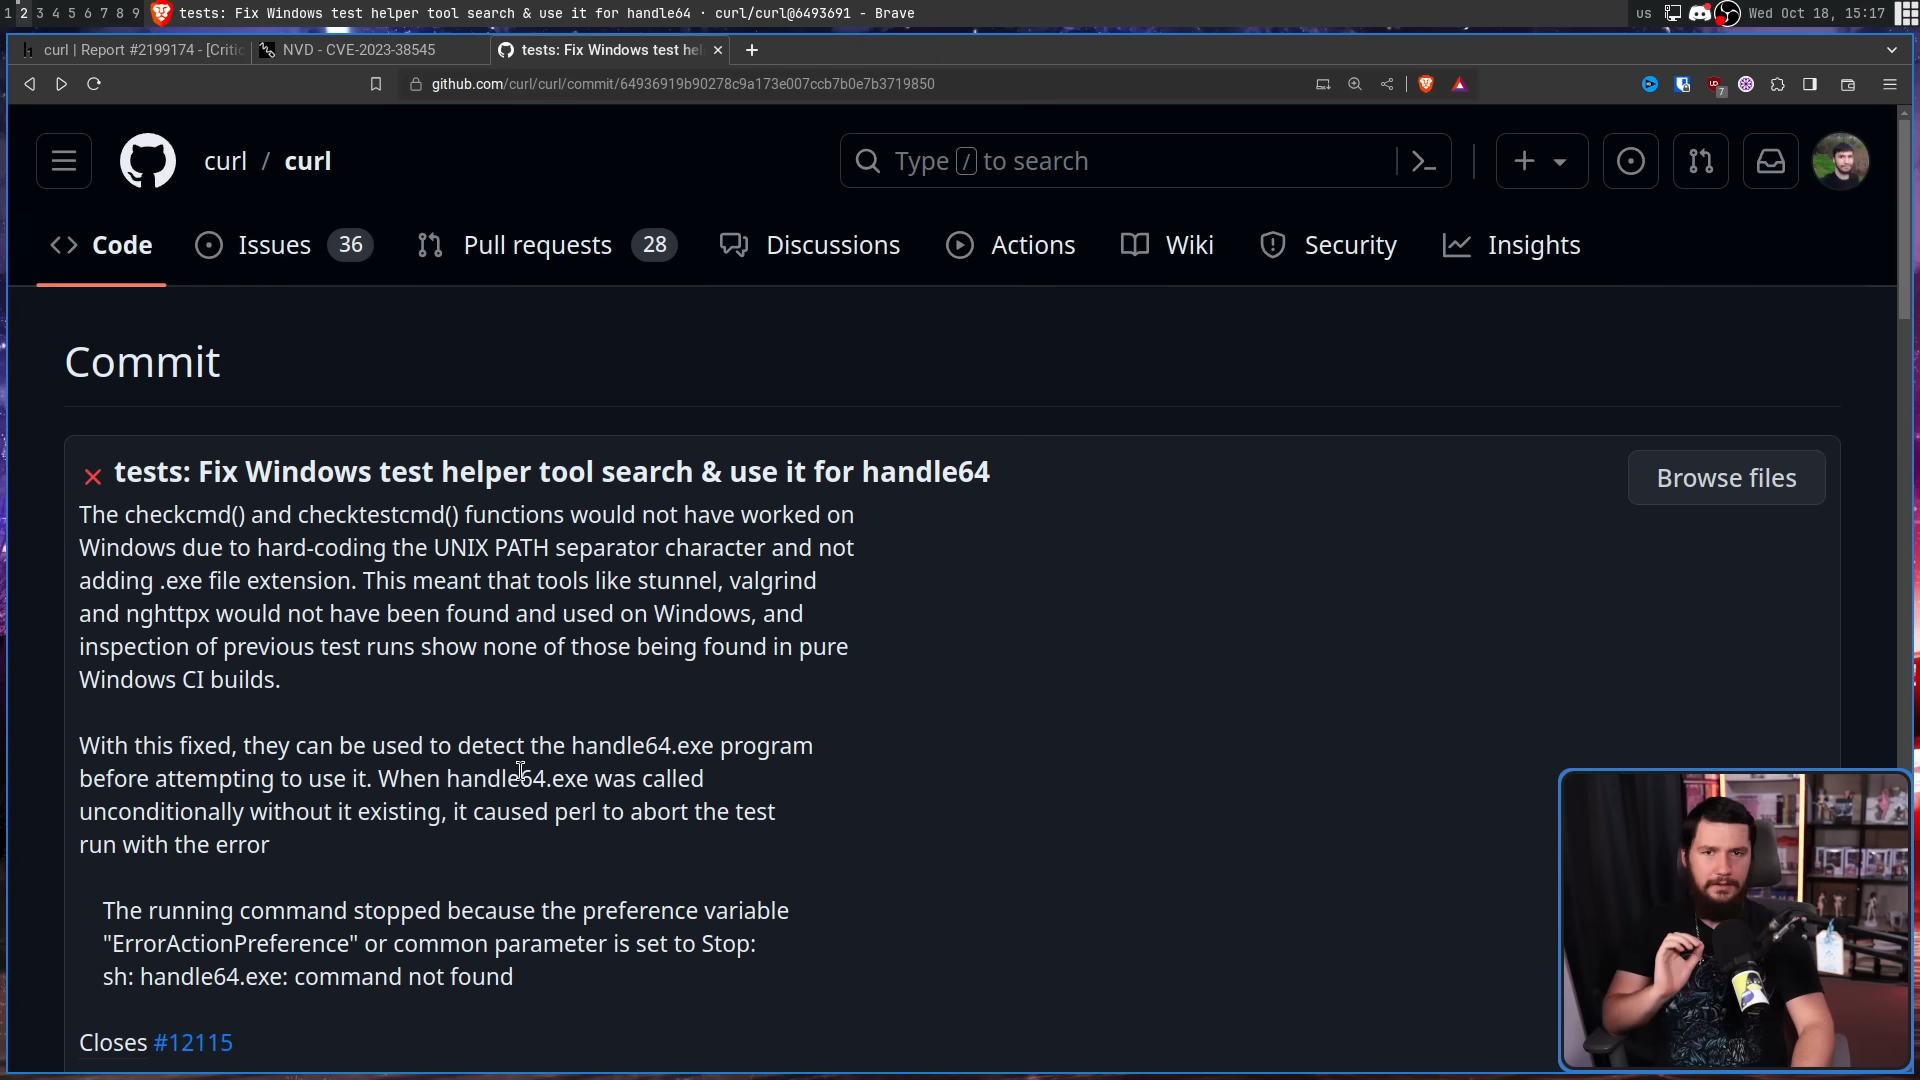 1 2 3 4 5 6 7 8 9 tests: Fix Windows test helper tool search & use it for handle64 · curl/curl@6493691 - Brave us Wed Oct 18, 15:17
curl | Report #2199174 - [Critic NVD - CVE-2023-38545 tests: Fix Windows test hel
github.com/curl/curl/commit/64936919b90278c9a173e007ccb7b0e7b3719850 7
curl / curl Type / to search
Code Issues 36 Pull requests 28 Discussions Actions Wiki Security Insights
Commit
tests: Fix Windows test helper tool search & use it for handle64
Browse files
The checkcmd() and checktestcmd() functions would not have worked on
Windows due to hard-coding the UNIX PATH separator character and not
adding .exe file extension. This meant that tools like stunnel, valgrind
and nghttpx would not have been found and used on Windows, and
inspection of previous test runs show none of those being found in pure
Windows CI builds.
With this fixed, they can be used to detect the handle64.exe program
before attempting to use it. When handle64.exe was called
unconditionally without it existing, it caused perl to abort the test
run with the error
The running command stopped because the preference variable
"ErrorActionPreference" or common parameter is set to Stop:
sh: handle64.exe: command not found
Closes #12115